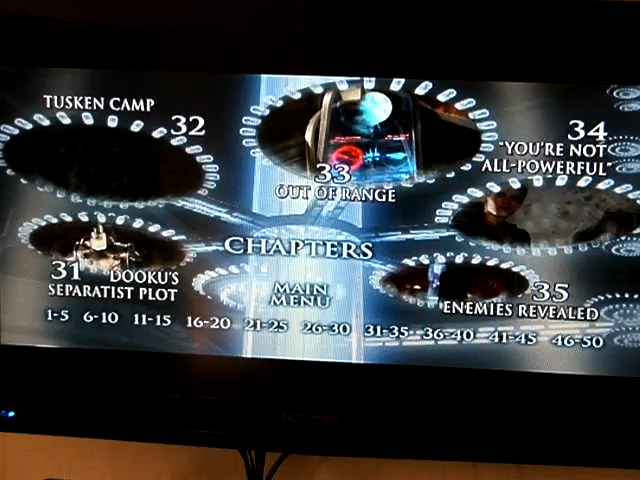 TUSKEN CAMP
32
33
OUT OF RANGE
34
"YOU'RE NOT
ALL-POWERFUL"
CHAPTERS
31 DOOKU'S
SEPARATIST PLOT
MAIN
MENU
35
ENEMIES REVEALED
1-5 6-10 11-15 16-20 21-25 26-30 31-35 36-40 41-45 46-50